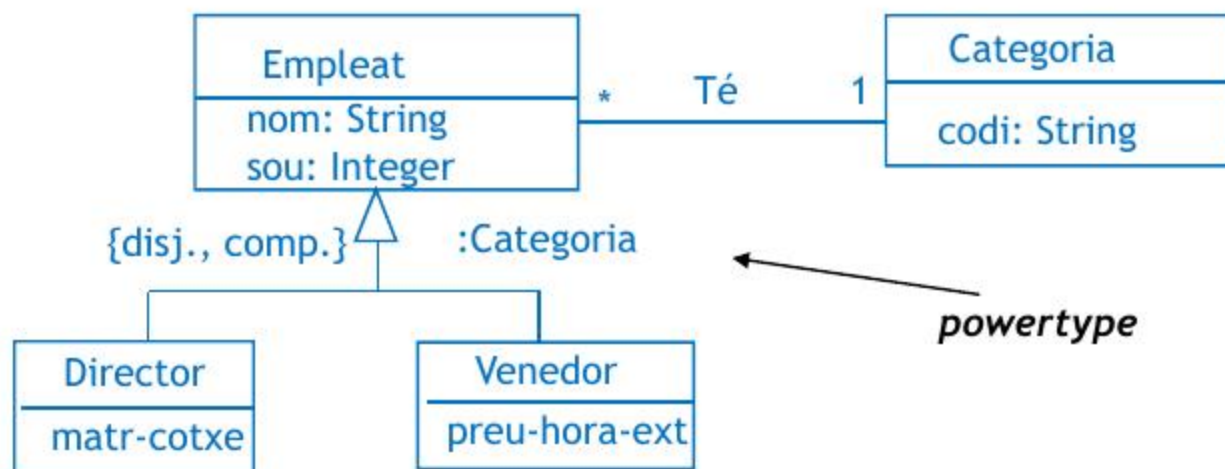 Empleat
nom: String
sou: Integer
* Té 1
Categoria
codi: String
{disj., comp.}
:Categoria
powertype
Director
matr-cotxe
Venedor
preu-hora-ext